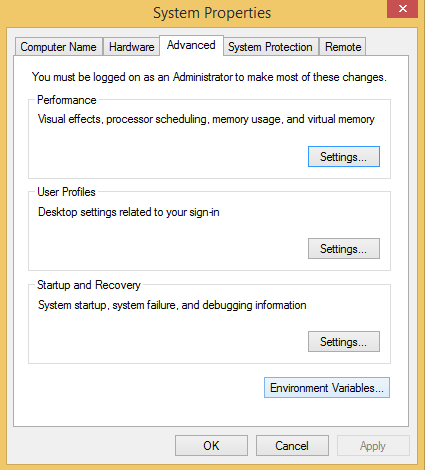 System Properties
Computer Name Hardware Advanced System Protection Remote
You must be logged on as an Administrator to make most of these changes.
Performance
Visual effects, processor scheduling, memory usage, and virtual memory
Settings...
User Profiles
Desktop settings related to your sign-in
Settings...
Startup and Recovery
System startup, system failure, and debugging information
Settings...
Environment Variables...
OK Cancel Apply